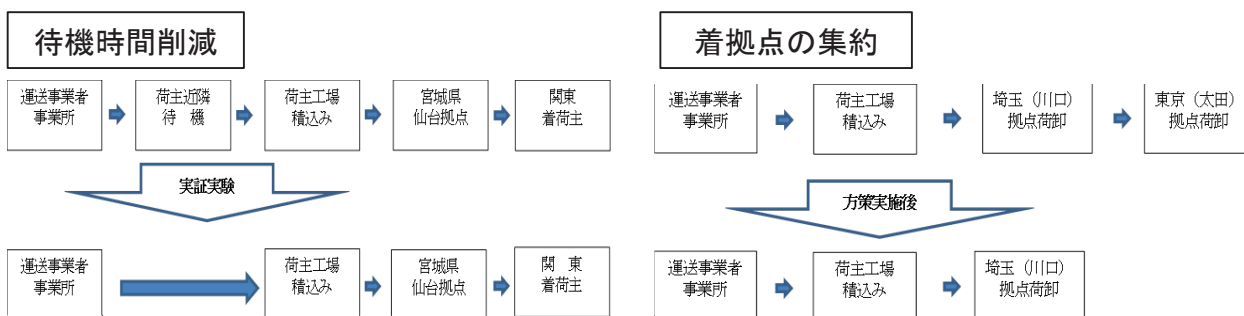 待機時間削減
運送事業者
事業所
荷主近隣
待　機
荷主工場
積込み
宮城県
仙台拠点
関東
着荷主
実証実験
運送事業者
事業所
荷主工場
積込み
宮城県
仙台拠点
関　東
着荷主
着拠点の集約
運送事業者
事業所
荷主工場
積込み
埼玉（川口）
拠点荷卸
東京（太田）
拠点荷卸
方策実施後
運送事業者
事業所
荷主工場
積込み
埼玉（川口）
拠点荷卸